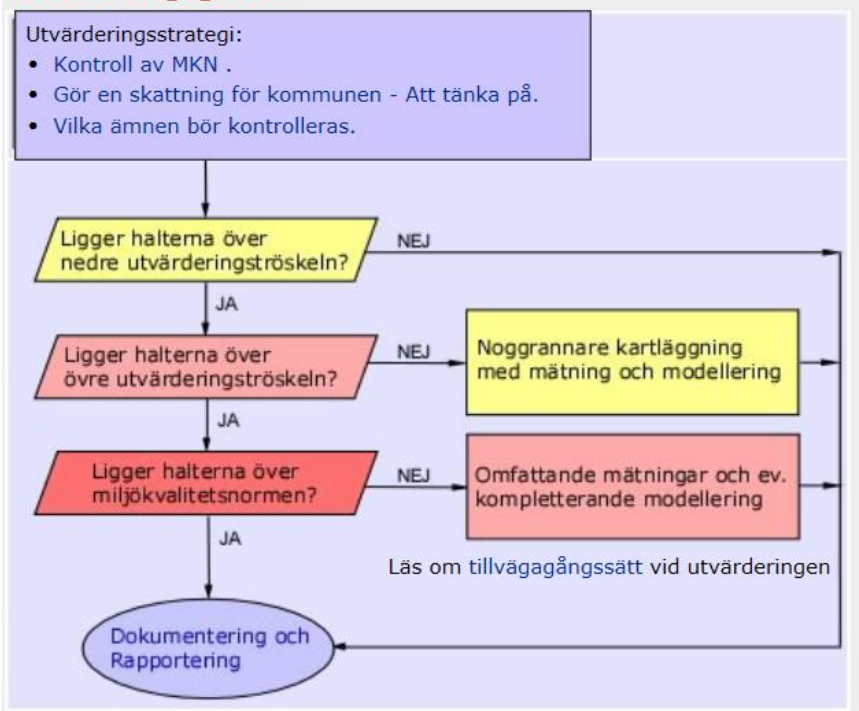 Utvärderingsstrategi:
• Kontroll av MKN .
• Gör en skattning för kommunen - Att tänka på.
• Vilka ämnen bör kontrolleras.
Ligger halterna över
nedre utvärderingströskeln?
NEJ
JA
Ligger halterna över
övre utvärderingströskeln?
NEJ
Noggrannare kartläggning
med mätning och modellering
JA
Ligger halterna över
miljökvalitetsnormen?
NEJ
Omfattande mätningar och ev.
kompletterande modellering
JA
Läs om tillvägagångssätt vid utvärderingen
Dokumentering och
Rapportering